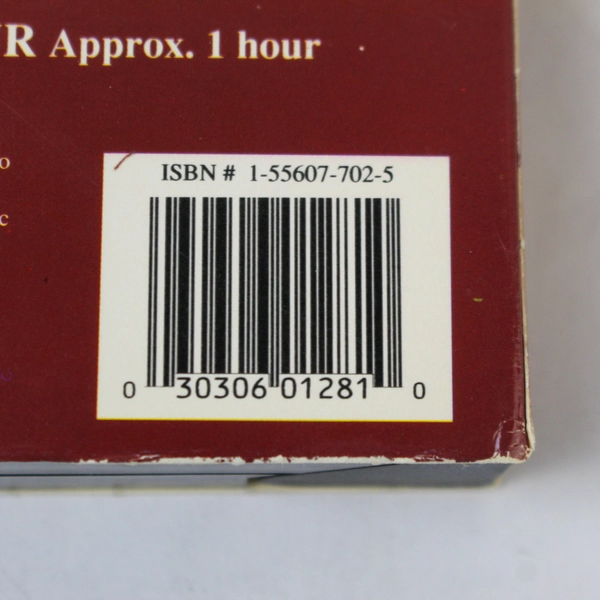 R Approx. 1 hour
o
c
ISBN # 1-55607-702-5
0 30306 01281 0